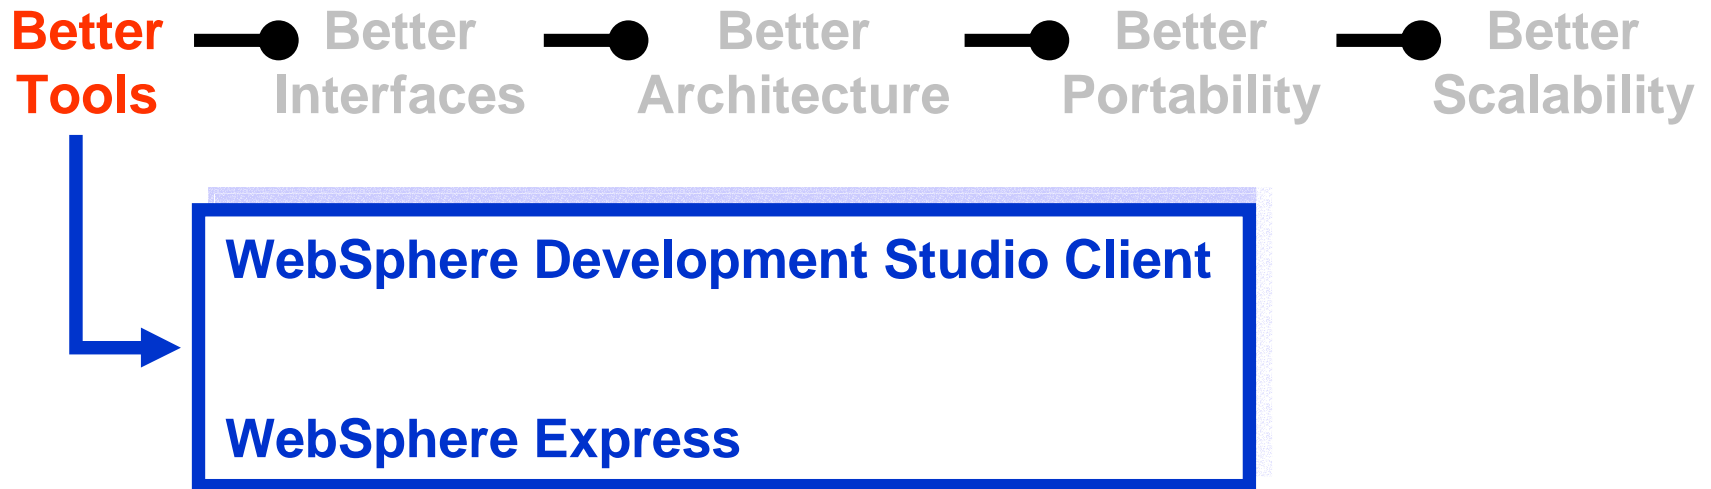 Better Tools
Better Interfaces
Better Architecture
Better Portability
Better Scalability
WebSphere Development Studio Client
WebSphere Express